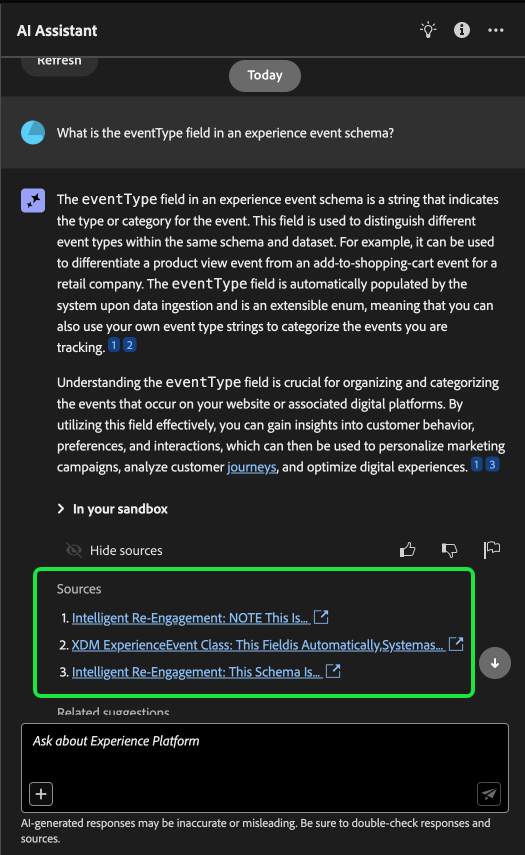 AI Assistant
Refresh
Today
What is the eventType field in an experience event schema?
The eventType field in an experience event schema is a string that indicates
the type or category for the event. This field is used to distinguish different
event types within the same schema and dataset. For example, it can be used
to differentiate a product view event from an add-to-shopping-cart event for a
retail company. The eventType field is automatically populated by the
system upon data ingestion and is an extensible enum, meaning that you can
also use your own event type strings to categorize the events you are
tracking. 1 2
Understanding the eventType field is crucial for organizing and categorizing
the events that occur on your website or associated digital platforms. By
utilizing this field effectively, you can gain insights into customer behavior,
preferences, and interactions, which can then be used to personalize marketing
campaigns, analyze customer journeys, and optimize digital experiences. 1 3
In your sandbox
Hide sources
Sources
1. Intelligent Re-Engagement: NOTE This Is...
2. XDM ExperienceEvent Class: This Fieldis Automatically,Systemas...
3. Intelligent Re-Engagement: This Schema Is...
Related suggestions
Ask about Experience Platform
AI-generated responses may be inaccurate or misleading. Be sure to double-check responses and
sources.